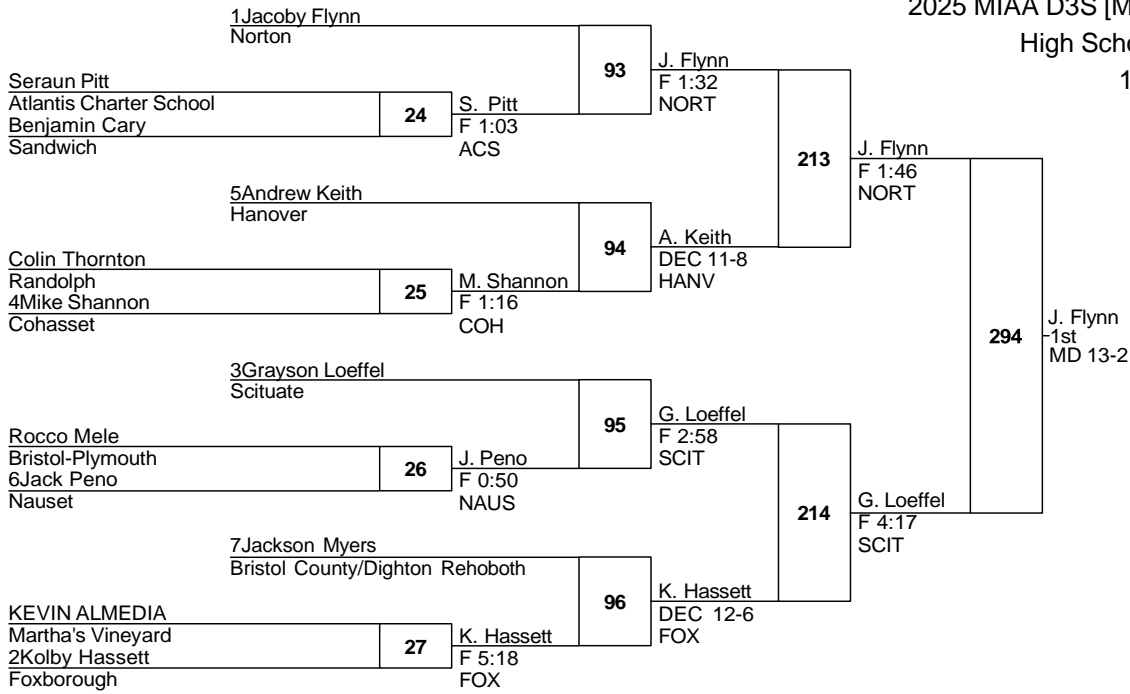 2025 MIAA D3S [M
High Scho
1
1Jacoby Flynn
Norton
93
J. Flynn
F 1:32
NORT
Seraun Pitt
Atlantis Charter School
Benjamin Cary
Sandwich
24
S. Pitt
F 1:03
ACS
213
J. Flynn
F 1:46
NORT
5Andrew Keith
Hanover
94
A. Keith
DEC 11-8
HANV
Colin Thornton
Randolph
4Mike Shannon
Cohasset
25
M. Shannon
F 1:16
COH
294
J. Flynn
1st
MD 13-2
3Grayson Loeffel
Scituate
95
G. Loeffel
F 2:58
SCIT
Rocco Mele
Bristol-Plymouth
6Jack Peno
Nauset
26
J. Peno
F 0:50
NAUS
214
G. Loeffel
F 4:17
SCIT
7Jackson Myers
Bristol County/Dighton Rehoboth
96
K. Hassett
DEC 12-6
FOX
KEVIN ALMEDIA
Martha's Vineyard
2Kolby Hassett
Foxborough
27
K. Hassett
F 5:18
FOX